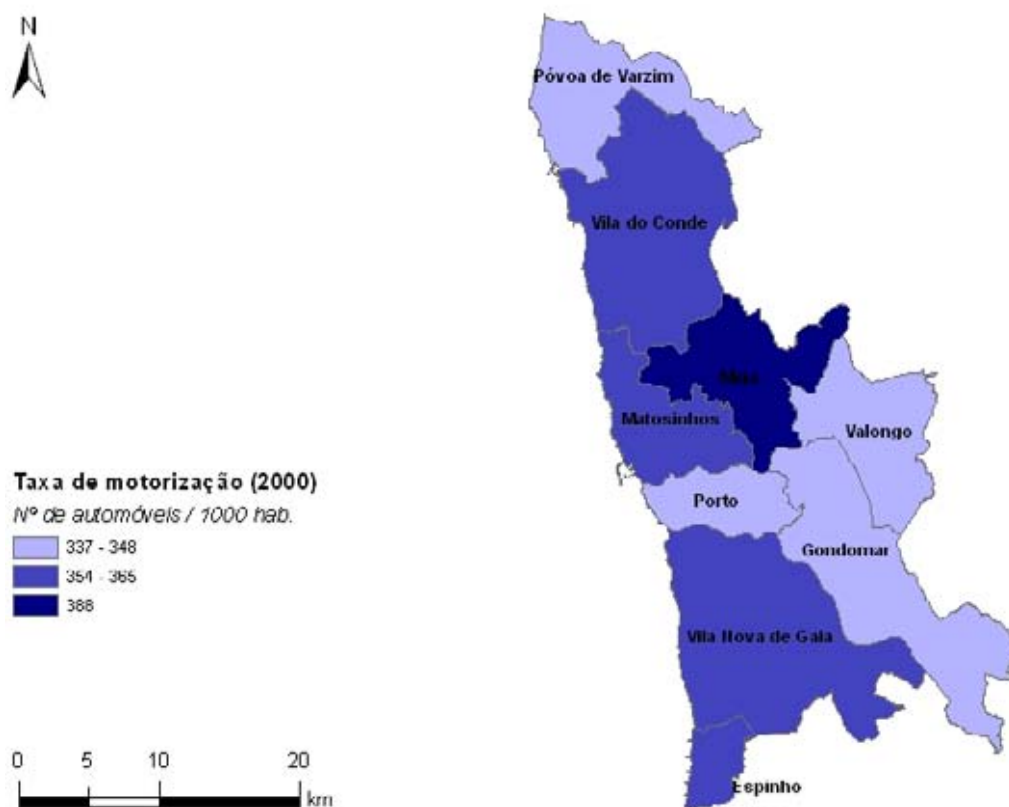 N
Póvoa de Varzim
Vila do Conde
Maia
Matosinhos
Valongo
Porto
Gondomar
Vila Nova de Gaia
Espinho
Taxa de motorização (2000)
Nº de automóveis / 1000 hab.
337 - 348
354 - 365
388
0 5 10 20
km